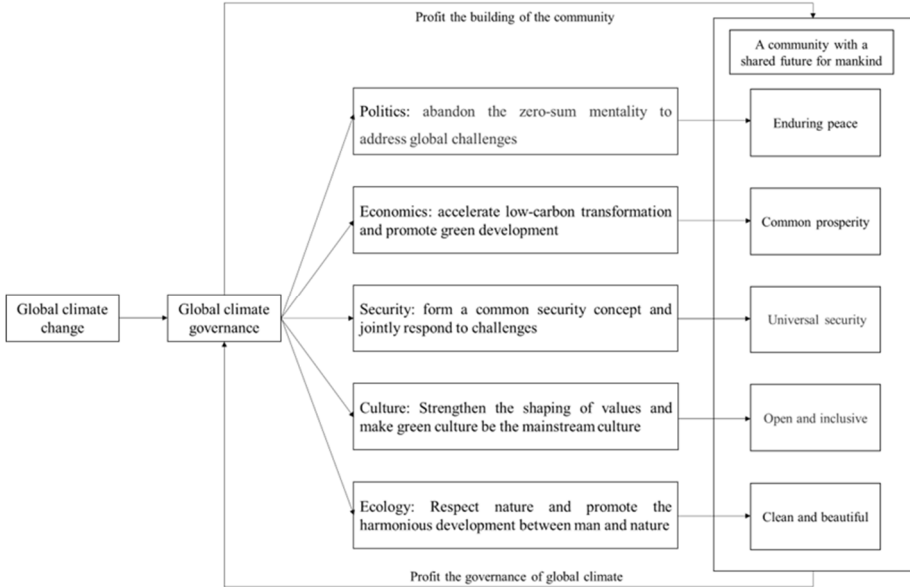 Profit the building of the community
A community with a
shared future for mankind
Politics: abandon the zero-sum mentality to
address global challenges
Enduring peace
Economics: accelerate low-carbon transformation
and promote green development
Common prosperity
Global climate
change
Global climate
governance
Security: form a common security concept and
jointly respond to challenges
Universal security
Culture: Strengthen the shaping of values and
make green culture be the mainstream culture
Open and inclusive
Ecology: Respect nature and promote the
harmonious development between man and nature
Clean and beautiful
Profit the governance of global climate